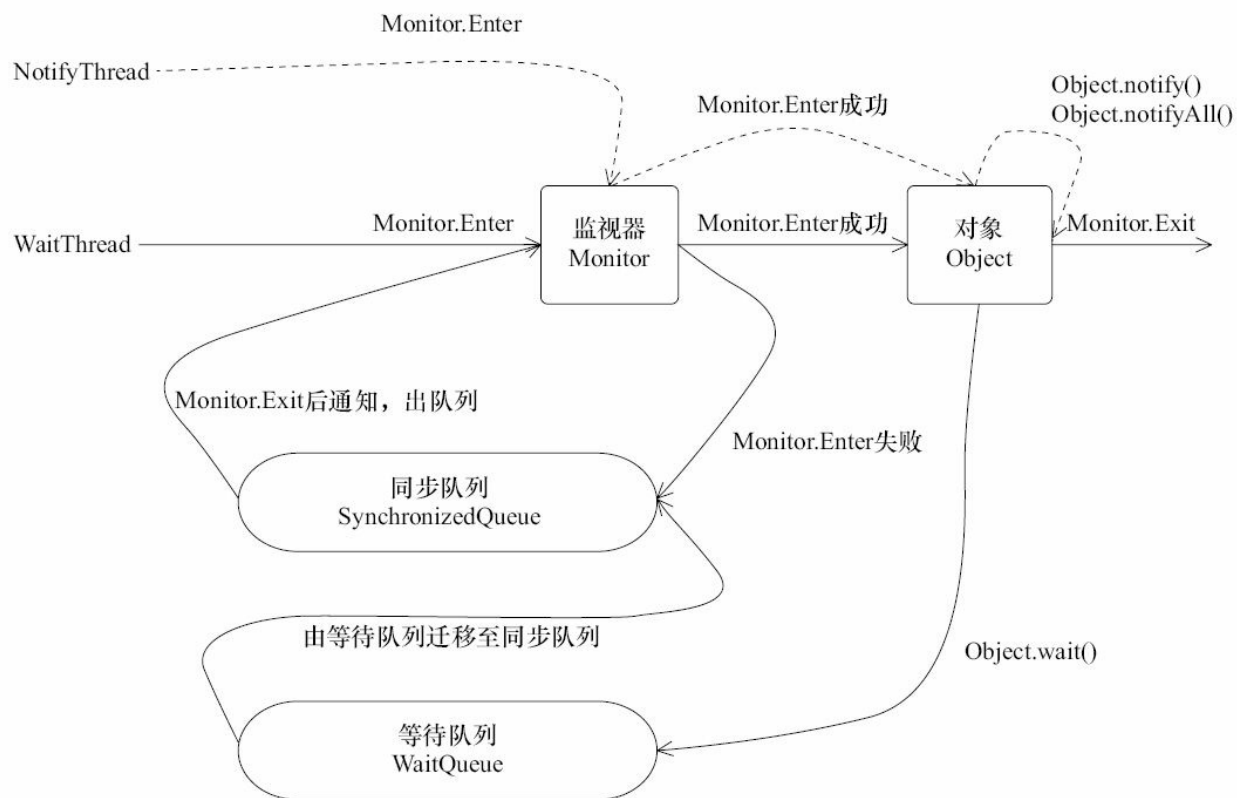 Monitor.Enter
NotifyThread
Monitor.Enter成功
Object.notify()
Object.notifyAll()
WaitThread
Monitor.Enter
监视器
Monitor
Monitor.Enter成功
对象
Object
Monitor.Exit
Monitor.Exit后通知，出队列
Monitor.Enter失败
同步队列
SynchronizedQueue
由等待队列迁移至同步队列
Object.wait()
等待队列
WaitQueue